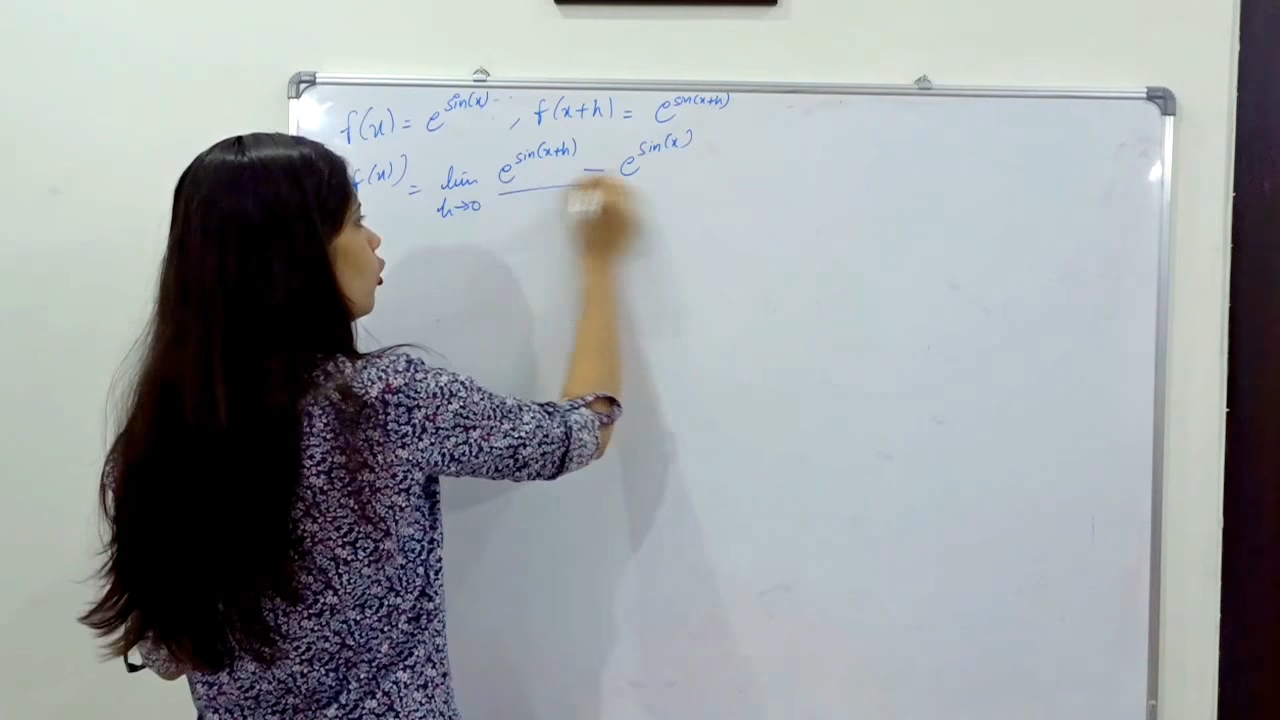 f(x) = e^sin(x) , f(x+h) = e^sin(x+h)
f(x) = lim h→0 e^sin(x+h) − e^sin(x)